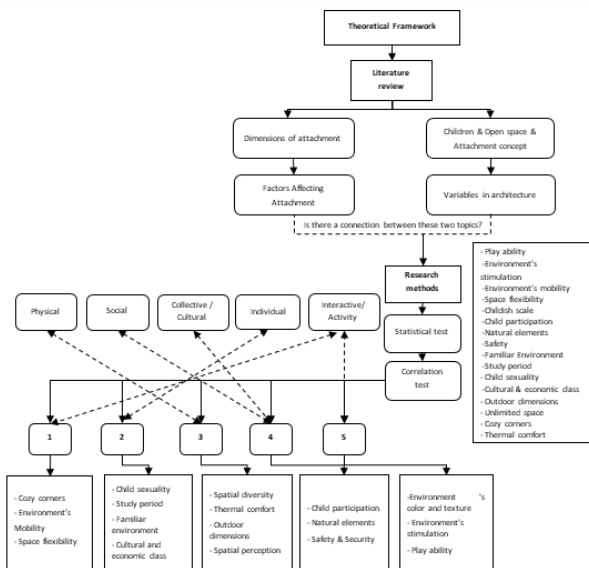 Theoretical Framework
Literature
review
Dimensions of attachment
Children & Open space &
Attachment concept
Factors Affecting
Attachment
Variables in architecture
Is there a connection between these two topics?
Research
methods
- Play ability
-Environment's
stimulation
-Environment's mobility
-Space flexibility
-Childish scale
-Child participation
-Natural elements
-Safety
-Familiar Environment
-Study period
-Child sexuality
-Cultural & economic class
-Outdoor dimensions
-Unlimited space
-Cozy corners
-Thermal comfort
Physical
Social
Collective /
Cultural
Individual
Interactive/
Activity
Statistical test
Correlation
test
1
2
3
4
5
- Cozy corners
- Environment's
Mobility
- Space flexibility
- Child sexuality
- Study period
- Familiar
environment
- Cultural and
economic class
- Spatial diversity
- Thermal comfort
- Outdoor
dimensions
- Spatial perception
- Child participation
- Natural elements
- Safety & Security
-Environment 's
color and texture
- Environment's
stimulation
- Play ability